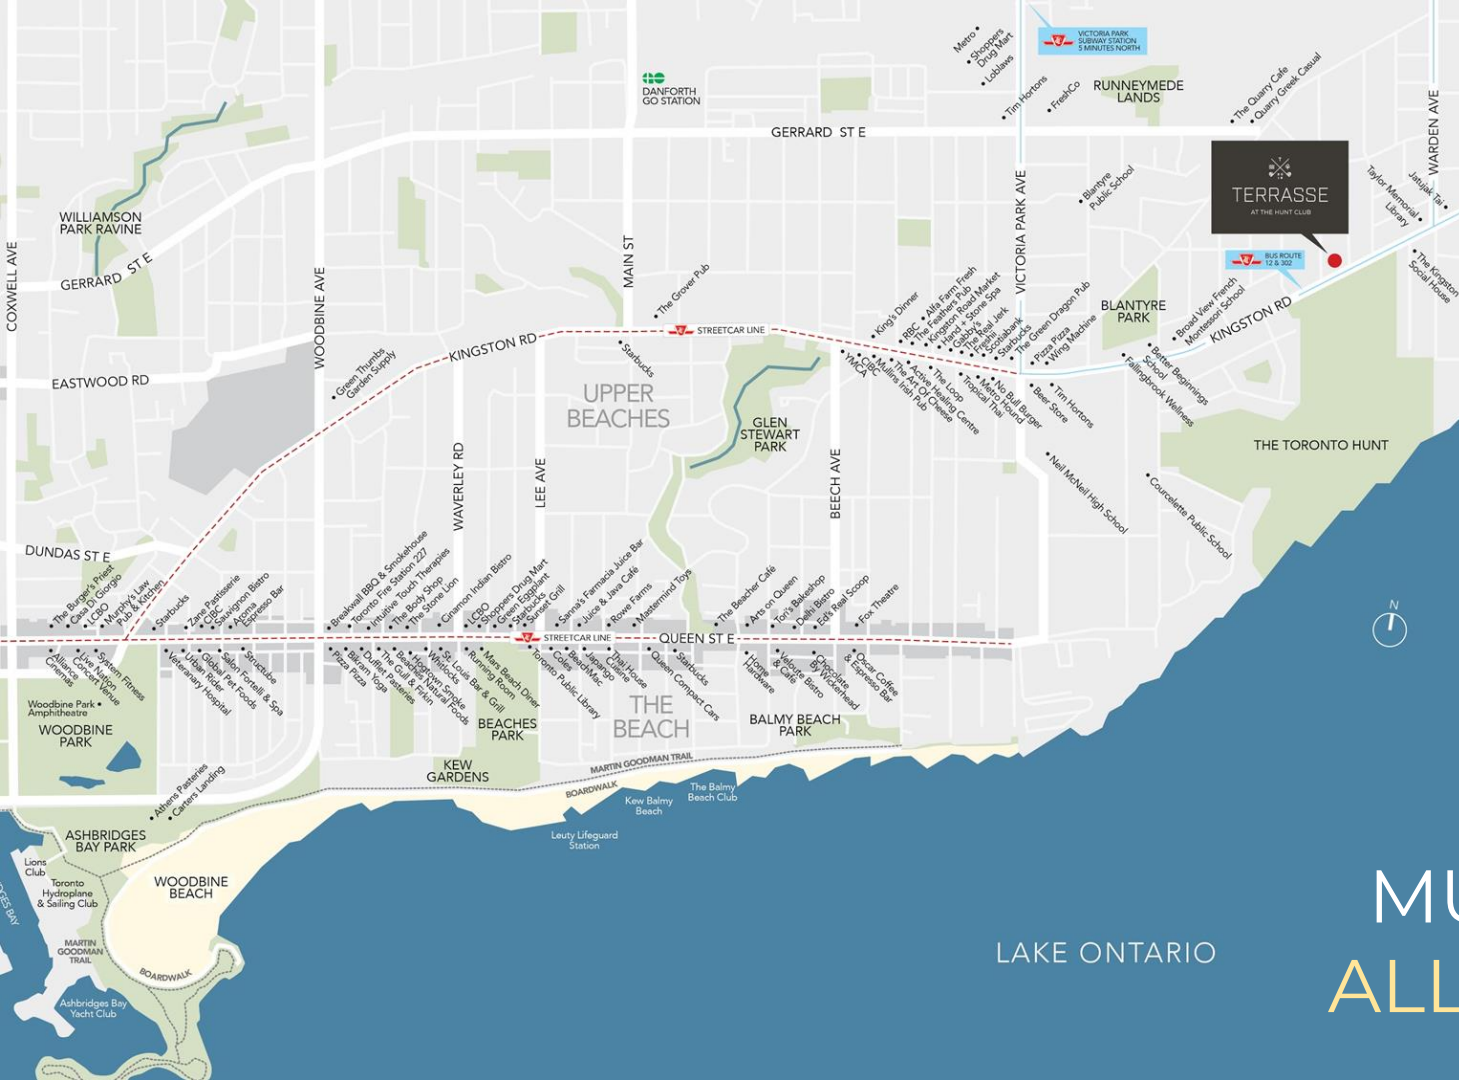 Metro
Shoppers
Drug Mart
Loblaws
VICTORIA PARK
SUBWAY STATION
5 MINUTES NORTH
DANFORTH
GO STATION
Tim Hortons
FreshCo
RUNNEYMEDE
LANDS
The Quarry Cafe
Quarry Greek Casual
WARDEN AVE
GERRARD ST E
TERRASSE
AT THE HUNT CLUB
Blantyre
Public School
Taylor Memorial
Library
Jatujak Tai
VICTORIA PARK AVE
WILLIAMSON
PARK RAVINE
GERRARD ST E
COXWELL AVE
WOODBINE AVE
MAIN ST
BUS ROUTE
12 & 302
The Kingston
Social House
The Grover Pub
King's Dinner
RBC
Alfa Farm Fresh
The Feathers Pub
Kingston Road Market
Hand + Stone Spa
Gabby's
The Real Jerk
Freshii
Scotiabank
Starbucks
The Green Dragon Pub
Pizza Pizza
Wing Machine
BLANTYRE
PARK
Broad View French
Montessori School
KINGSTON RD
STREETCAR LINE
KINGSTON RD
Starbucks
Green Thumbs
Garden Supply
EASTWOOD RD
YMCA
CIBC
Mullins Irish Pub
The Art Of Cheese
Active Healing Centre
The Loop
Tropical Thai
Metro Hound
No Bull Burger
Beer Store
Tim Hortons
Better Beginnings
School
Fallingbrook Wellness
UPPER
BEACHES
GLEN
STEWART
PARK
THE TORONTO HUNT
WAVERLEY RD
LEE AVE
BEECH AVE
Neil McNeil High School
Courcelette Public School
DUNDAS ST E
The Burger's Priest
Casa Di Giorgio
LCBO
Murphy's Law
Pub & Kitchen
Starbucks
Zane Pastisserie
CIBC
Sauvignon Bistro
Aroma
Espresso Bar
Breakwall BBQ & Smokehouse
Toronto Fire Station 227
Intuitive Touch Therapies
The Body Shop
The Stone Lion
Cinamon Indian Bistro
LCBO
Shoppers Drug Mart
Green Eggplant
Starbucks
Sunset Grill
Sanna's Farmacia Juice Bar
Juice & Java Café
Rowe Farms
Mastermind Toys
The Beacher Café
Arts on Queen
Tori's Bakeshop
Delhi Bistro
Ed's Real Scoop
Fox Theatre
STREETCAR LINE
QUEEN ST E
N
Alliance
Cinemas
Live Nation
Concert Venue
System Fitness
Veteranary Hospital
Urban Rider
Global Pet Foods
Salon Fortelli & Spa
Structube
Pizza Pizza
Bikram Yoga
Dufflet Pasteries
The Gull & Firkin
Beaches Natural Foods
Hogtown Smoke
Whitlocks
St. Louis Bar & Grill
Running Room
Mars Beach Diner
Toronto Public Library
Coles
BeachMac
Japango
Thai House
Cuisine
Queen Compact Cars
Starbucks
Home
Hardware
Veloute Bistro
& Café
Chocolate
By Wickerhead
Oscar Coffee
& Espresso Bar
Woodbine Park
Amphitheatre
WOODBINE
PARK
THE
BEACH
BEACHES
PARK
BALMY BEACH
PARK
KEW
GARDENS
MARTIN GOODMAN TRAIL
BOARDWALK
Athens Pasteries
Carters Landing
Kew Balmy
Beach
The Balmy
Beach Club
Leuty Lifeguard
Station
ASHBRIDGES
BAY PARK
Lions
Club
Toronto
Hydroplane
& Sailing Club
WOODBINE
BEACH
MARTIN
GOODMAN
TRAIL
BOARDWALK
Ashbridges Bay
Yacht Club
LAKE ONTARIO
MU
ALL